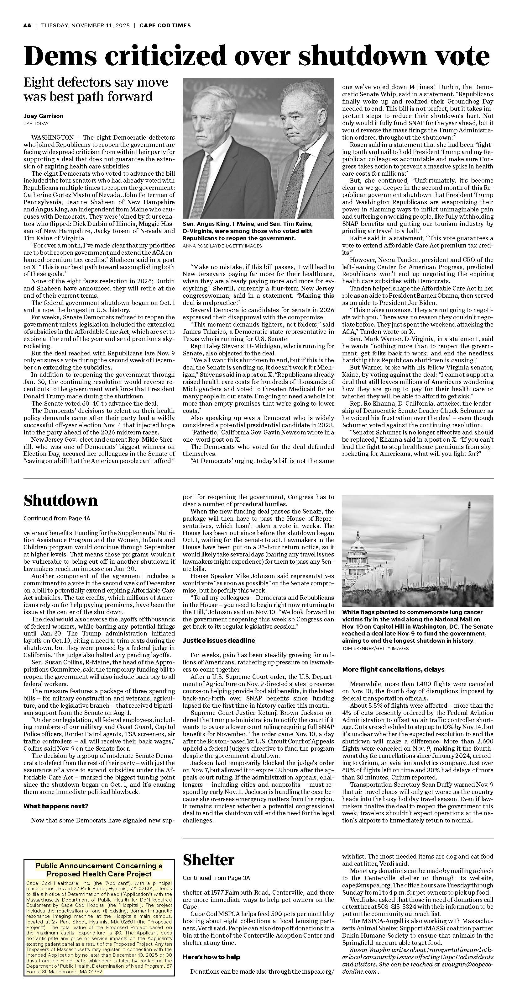 4A | TUESDAY, NOVEMBER 11, 2025 | CAPE COD TIMES
Dems criticized over shutdown vote
Eight defectors say move
was best path forward
Joey Garrison
USA TODAY
WASHINGTON – The eight Democratic defectors
who joined Republicans to reopen the government are
facing widespread criticism from within their party for
supporting a deal that does not guarantee the exten-
sion of expiring health care subsidies.
The eight Democrats who voted to advance the bill
included the four senators who had already voted with
Republicans multiple times to reopen the government:
Catherine Cortez Masto of Nevada, John Fetterman of
Pennsylvania, Jeanne Shaheen of New Hampshire
and Angus King, an independent from Maine who cau-
cuses with Democrats. They were joined by four sena-
tors who flipped: Dick Durbin of Illinois, Maggie Has-
san of New Hampshire, Jacky Rosen of Nevada and
Tim Kaine of Virginia.
“For over a month, I’ve made clear that my priorities
are to both reopen government and extend the ACA en-
hanced premium tax credits,” Shaheen said in a post
on X. “This is our best path toward accomplishing both
of these goals.”
None of the eight faces reelection in 2026; Durbin
and Shaheen have announced they will retire at the
end of their current terms.
The federal government shutdown began on Oct. 1
and is now the longest in U.S. history.
For weeks, Senate Democrats refused to reopen the
government unless legislation included the extension
of subsidies in the Affordable Care Act, which are set to
expire at the end of the year and send premiums sky-
rocketing.
But the deal reached with Republicans late Nov. 9
only ensures a vote during the second week of Decem-
ber on extending the subsidies.
In addition to reopening the government through
Jan. 30, the continuing resolution would reverse re-
cent cuts to the government workforce that President
Donald Trump made during the shutdown.
The Senate voted 60-40 to advance the deal.
The Democrats’ decisions to relent on their health
policy demands came after their party had a wildly
successful off-year election Nov. 4 that injected hope
into the party ahead of the 2026 midterm races.
New Jersey Gov.-elect and current Rep. Mikie Sher-
rill, who was one of Democrats’ biggest winners on
Election Day, accused her colleagues in the Senate of
“caving on a bill that the American people can’t afford.”
CONGRESS.
Sen. Angus King, I-Maine, and Sen. Tim Kaine,
D-Virginia, were among those who voted with
Republicans to reopen the government.
ANNA ROSE LAYDEN/GETTY IMAGES
“Make no mistake, if this bill passes, it will lead to
New Jerseyans paying far more for their healthcare,
when they are already paying more and more for ev-
erything,” Sherrill, currently a four-term New Jersey
congresswoman, said in a statement. “Making this
deal is malpractice.”
Several Democratic candidates for Senate in 2026
expressed their disapproval with the compromise.
“This moment demands fighters, not folders,” said
James Talarico, a Democratic state representative in
Texas who is running for U.S. Senate.
Rep. Haley Stevens, D-Michigan, who is running for
Senate, also objected to the deal.
“We all want this shutdown to end, but if this is the
deal the Senate is sending us, it doesn’t work for Mich-
igan,” Stevens said in a post on X. “Republicans already
raised health care costs for hundreds of thousands of
Michiganders and voted to threaten Medicaid for so
many people in our state. I’m going to need a whole lot
more than empty promises that we’re going to lower
costs.”
Also speaking up was a Democrat who is widely
considered a potential presidential candidate in 2028.
“Pathetic,” California Gov. Gavin Newsom wrote in a
one-word post on X.
The Democrats who voted for the deal defended
themselves.
“At Democrats’ urging, today’s bill is not the same
one we’ve voted down 14 times,” Durbin, the Demo-
cratic Senate Whip, said in a statement. “Republicans
finally woke up and realized their Groundhog Day
needed to end. This bill is not perfect, but it takes im-
portant steps to reduce their shutdown’s hurt. Not
only would it fully fund SNAP for the year ahead, but it
would reverse the mass firings the Trump Administra-
tion ordered throughout the shutdown.”
Rosen said in a statement that she had been “fight-
ing tooth and nail to hold President Trump and my Re-
publican colleagues accountable and make sure Con-
gress takes action to prevent a massive spike in health
care costs for millions.”
But, she continued, “Unfortunately, it’s become
clear as we go deeper in the second month of this Re-
publican government shutdown that President Trump
and Washington Republicans are weaponizing their
power in alarming ways to inflict unimaginable pain
and suffering on working people, like fully withholding
SNAP benefits and gutting our tourism industry by
grinding air travel to a halt.”
Kaine said in a statement, “This vote guarantees a
vote to extend Affordable Care Act premium tax cred-
its.”
However, Neera Tanden, president and CEO of the
left-leaning Center for American Progress, predicted
Republicans won’t end up negotiating the expiring
health care subsidies with Democrats.
Tanden helped shape the Affordable Care Act in her
role as an aide to President Barack Obama, then served
as an aide to President Joe Biden.
“This makes no sense. They are not going to negoti-
ate with you. There was no reason they couldn’t nego-
tiate before. They just spent the weekend attacking the
ACA,” Tanden wrote on X.
Sen. Mark Warner, D-Virginia, in a statement, said
he wants “nothing more than to reopen the govern-
ment, get folks back to work, and end the needless
hardship this Republican shutdown is causing.”
But Warner broke with his fellow Virginia senator,
Kaine, by voting against the deal: “I cannot support a
deal that still leaves millions of Americans wondering
how they are going to pay for their health care or
whether they will be able to afford to get sick.”
Rep. Ro Khanna, D-California, attacked the leader-
ship of Democratic Senate Leader Chuck Schumer as
he voiced his frustration over the deal – even though
Schumer voted against the continuing resolution.
“Senator Schumer is no longer effective and should
be replaced,” Khanna said in a post on X. “If you can’t
lead the fight to stop healthcare premiums from sky-
rocketing for Americans, what will you fight for?”
Shutdown
Continued from Page 1A
veterans’ benefits. Funding for the Supplemental Nutri-
tion Assistance Program and the Women, Infants and
Children program would continue through September
at higher levels. That means those programs wouldn’t
be vulnerable to being cut off in another shutdown if
lawmakers reach an impasse on Jan. 30.
Another component of the agreement includes a
commitment to a vote in the second week of December
on a bill to potentially extend expiring Affordable Care
Act subsidies. The tax credits, which millions of Amer-
icans rely on for help paying premiums, have been the
issue at the center of the shutdown.
The deal would also reverse the layoffs of thousands
of federal workers, while barring any potential firings
until Jan. 30. The Trump administration initiated
layoffs on Oct. 10, citing a need to trim costs during the
shutdown, but they were paused by a federal judge in
California. The judge also halted any pending layoffs.
Sen. Susan Collins, R-Maine, the head of the Appro-
priations Committee, said the temporary funding bill to
reopen the government will also include back pay to all
federal workers.
The measure features a package of three spending
bills – for military construction and veterans, agricul-
ture, and the legislative branch – that received biparti-
san support from the Senate on Aug. 1.
“Under our legislation, all federal employees, includ-
ing members of our military and Coast Guard, Capitol
Police officers, Border Patrol agents, TSA screeners, air
traffic controllers – all will receive their back wages,”
Collins said Nov. 9 on the Senate floor.
The decision by a group of moderate Senate Demo-
crats to defect from the rest of their party – with just the
assurance of a vote to extend subsidies under the Af-
fordable Care Act – marked the biggest turning point
since the shutdown began on Oct. 1, and it’s causing
them some immediate political blowback.
What happens next?
Now that some Democrats have signaled new sup-
port for reopening the government, Congress has to
clear a number of procedural hurdles.
When the new funding deal passes the Senate, the
package will then have to pass the House of Repre-
sentatives, which hasn’t taken a vote in weeks. The
House has been out since before the shutdown began
Oct. 1, waiting for the Senate to act. Lawmakers in the
House have been put on a 36-hour return notice, so it
would likely take several days (barring any travel issues
lawmakers might experience) for them to pass any Sen-
ate bills.
House Speaker Mike Johnson said representatives
would vote “as soon as possible” on the Senate compro-
mise, but hopefully this week.
“To all my colleagues – Democrats and Republicans
in the House – you need to begin right now returning to
the Hill,” Johnson said on Nov. 10. “We look forward to
the government reopening this week so Congress can
get back to its regular legislative session.”
Justice issues deadline
For weeks, pain has been steadily growing for mil-
lions of Americans, ratcheting up pressure on lawmak-
ers to come together.
After a U.S. Supreme Court order, the U.S. Depart-
ment of Agriculture on Nov. 9 directed states to reverse
course on helping provide food aid benefits, in the latest
back-and-forth over SNAP benefits since funding
lapsed for the first time in history earlier this month.
Supreme Court Justice Ketanji Brown Jackson or-
dered the Trump administration to notify the court if it
wants to pause a lower court ruling requiring full SNAP
benefits for November. The order came Nov. 10, a day
after the Boston-based 1st U.S. Circuit Court of Appeals
upheld a federal judge’s directive to fund the program
despite the government shutdown.
Jackson had temporarily blocked the judge’s order
on Nov. 7, but allowed it to expire 48 hours after the ap-
peals court ruling. If the administration appeals, chal-
lengers – including cities and nonprofits – must re-
spond by early Nov. 11. Jackson is handling the case be-
cause she oversees emergency matters from the region.
It remains unclear whether a potential congressional
deal to end the shutdown will end the need for the legal
challenges.
White flags planted to commemorate lung cancer
victims fly in the wind along the National Mall on
Nov. 10 on Capitol Hill in Washington, DC. The Senate
reached a deal late Nov. 9 to fund the government,
aiming to end the longest shutdown in history.
TOM BRENNER/GETTY IMAGES
More flight cancellations, delays
Meanwhile, more than 1,400 flights were canceled
on Nov. 10, the fourth day of disruptions imposed by
federal transportation officials.
About 5.5% of flights were affected – more than the
4% of cuts presently ordered by the Federal Aviation
Administration to offset an air traffic controller short-
age. Cuts are scheduled to step up to 10% by Nov. 14, but
it’s unclear whether the expected resolution to end the
shutdown will make a difference. More than 2,600
flights were canceled on Nov. 9, making it the fourth-
worst day for cancellations since January 2024, accord-
ing to Cirium, an aviation analytics company. Just over
60% of flights left on time and 30% had delays of more
than 30 minutes, Cirium reported.
Transportation Secretary Sean Duffy warned Nov. 9
that air travel chaos will only get worse as the country
heads into the busy holiday travel season. Even if law-
makers finalize the deal to reopen the government this
week, travelers shouldn’t expect operations at the na-
tion’s airports to immediately return to normal.
Public Announcement Concerning a
Proposed Health Care Project
Cape Cod Healthcare, Inc. (the “Applicant”), with a principal
place of business at 27 Park Street, Hyannis, MA 02601, intends
to file a Notice of Determination of Need (“Application”) with the
Massachusetts Department of Public Health for DoN-Required
Equipment by Cape Cod Hospital (the “Hospital”). The project
includes the reactivation of one (1) existing, dormant magnetic
resonance imaging machine at the Hospital’s main campus,
located at 27 Park Street, Hyannis, MA 02601 (the “Proposed
Project”). The total value of the Proposed Project based on
the maximum capital expenditure is $0. The Applicant does
not anticipate any price or service impacts on the Applicant’s
existing patient panel as a result of the Proposed Project. Any ten
Taxpayers of Massachusetts may register in connection with the
intended Application by no later than December 10, 2025 or 30
days from the Filing Date, whichever is later, by contacting the
Department of Public Health, Determination of Need Program, 67
Forest St, Marlborough, MA 01752.
Shelter
Continued from Page 3A
shelter at 1577 Falmouth Road, Centerville, and there
are more immediate ways to help pet owners on the
Cape.
Cape Cod MSPCA helps feed 500 pets per month by
hosting about eight collections at local housing part-
ners, Verdi said. People can also drop off donations in a
bin at the front of the Centerville Adoption Center and
shelter at any time.
Here’s how to help
Donations can be made also through the mspca.org/
wishlist. The most needed items are dog and cat food
and cat litter, Verdi said.
Monetary donations can be made by mailing a check
to the Centerville shelter or through its website,
cape@mspca.org. The office hours are Tuesday through
Sunday from 1 to 4 p.m. for pet owners to pick up food.
Verdi also asked that those in need of donations call
or text her at 508-815-5324 with their information to be
put on the community outreach list.
The MSPCA-Angell is also working with Massachu-
setts Animal Shelter Support (MASS) coalition partner
Dakin Humane Society to ensure that animals in the
Springfield-area are able to get food.
Susan Vaughn writes about transportation and oth-
er local community issues affecting Cape Cod residents
and visitors. She can be reached at svaughn@capeco-
donline.com .